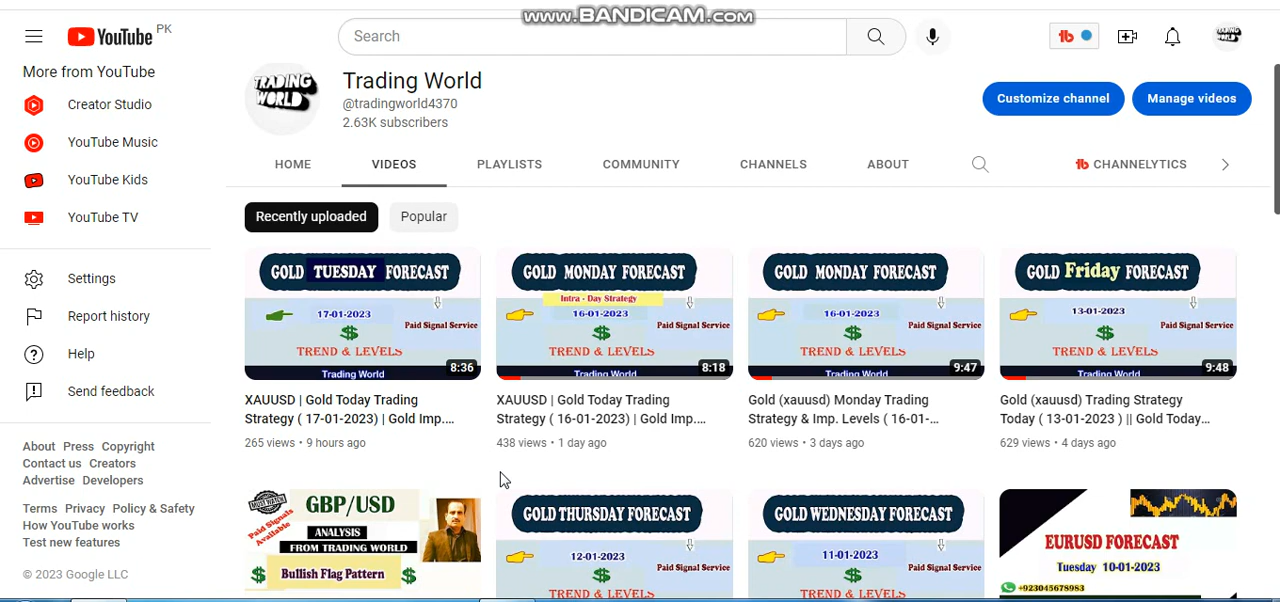 www.BANDICAM.com
YouTube PK
Search
More from YouTube
Creator Studio
YouTube Music
YouTube Kids
YouTube TV
Settings
Report history
Help
Send feedback
About Press Copyright
Contact us Creators
Advertise Developers
Terms Privacy Policy & Safety
How YouTube works
Test new features
© 2023 Google LLC
TRADING
WORLD
Trading World
@tradingworld4370
2.63K subscribers
Customize channel
Manage videos
HOME VIDEOS PLAYLISTS COMMUNITY CHANNELS ABOUT CHANNELYTICS
Recently uploaded Popular
GOLD TUESDAY FORECAST
17-01-2023
$ Paid Signal Service
TREND & LEVELS
Trading World
8:36
XAUUSD | Gold Today Trading
Strategy ( 17-01-2023) | Gold Imp....
265 views • 9 hours ago
GOLD MONDAY FORECAST
Intra - Day Strategy
16-01-2023
$ Paid Signal Service
TREND & LEVELS
Trading World
8:18
XAUUSD | Gold Today Trading
Strategy ( 16-01-2023) | Gold Imp....
438 views • 1 day ago
GOLD MONDAY FORECAST
16-01-2023
$ Paid Signal Service
TREND & LEVELS
Trading World
9:47
Gold (xauusd) Monday Trading
Strategy & Imp. Levels ( 16-01-...
620 views • 3 days ago
GOLD Friday FORECAST
13-01-2023
$ Paid Signal Service
TREND & LEVELS
Trading World
9:48
Gold (xauusd) Trading Strategy
Today ( 13-01-2023 ) || Gold Today...
629 views • 4 days ago
MUST WATCH
Paid Signals
Available
GBP/USD
ANALYSIS
FROM TRADING WORLD
$ Bullish Flag Pattern $
GOLD THURSDAY FORECAST
12-01-2023
$ Paid Signal Service
TREND & LEVELS
GOLD WEDNESDAY FORECAST
11-01-2023
$ Paid Signal Service
TREND & LEVELS
EURUSD FORECAST
Tuesday 10-01-2023
+923045678983